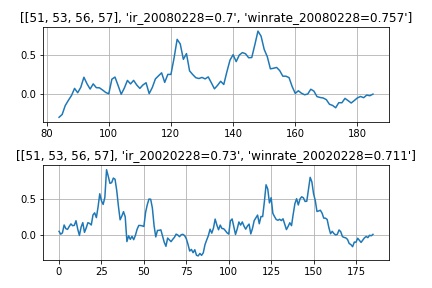 [[51, 53, 56, 57], 'ir_20080228=0.7', 'winrate_20080228=0.757']
0.5
0.0
80 100 120 140 160 180
[[51, 53, 56, 57], 'ir_20020228=0.73', 'winrate_20020228=0.711']
0.5
0.0
0 25 50 75 100 125 150 175